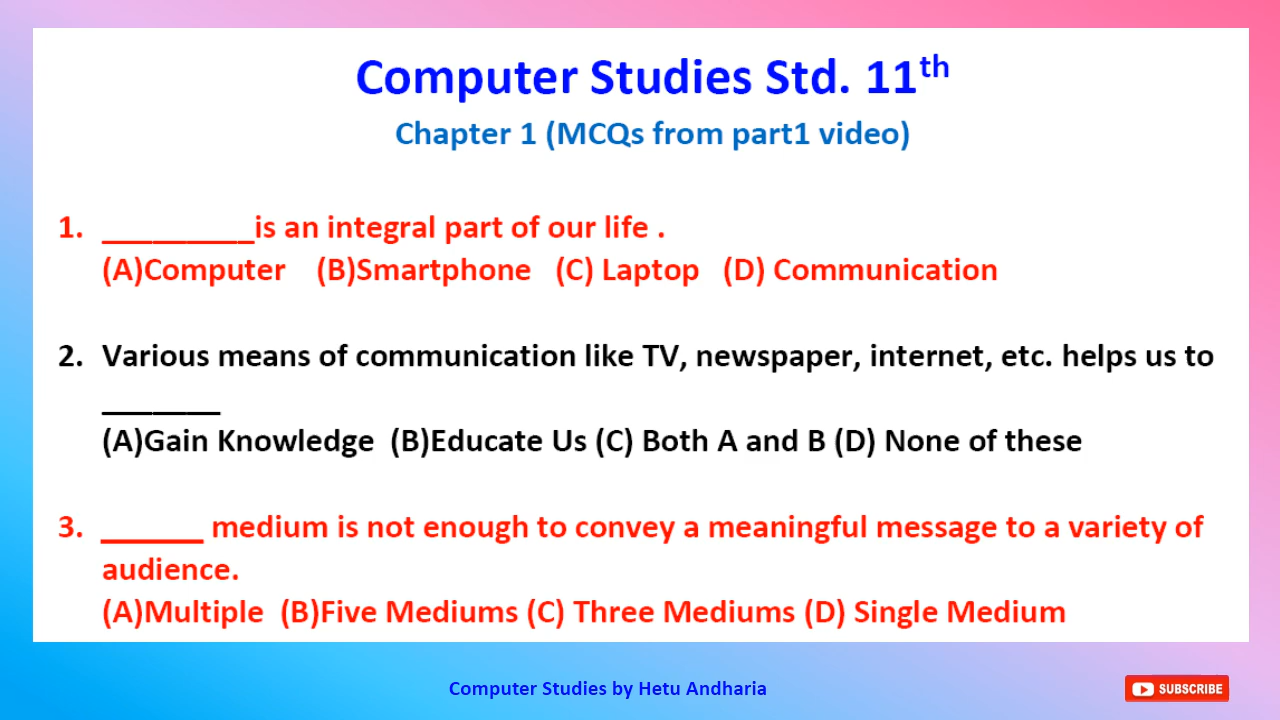 Computer Studies Std. 11th
Chapter 1 (MCQs from part1 video)
1. _________is an integral part of our life .
(A)Computer (B)Smartphone (C) Laptop (D) Communication
2. Various means of communication like TV, newspaper, internet, etc. helps us to
_______
(A)Gain Knowledge (B)Educate Us (C) Both A and B (D) None of these
3. ______ medium is not enough to convey a meaningful message to a variety of
audience.
(A)Multiple (B)Five Mediums (C) Three Mediums (D) Single Medium
Computer Studies by Hetu Andharia
SUBSCRIBE